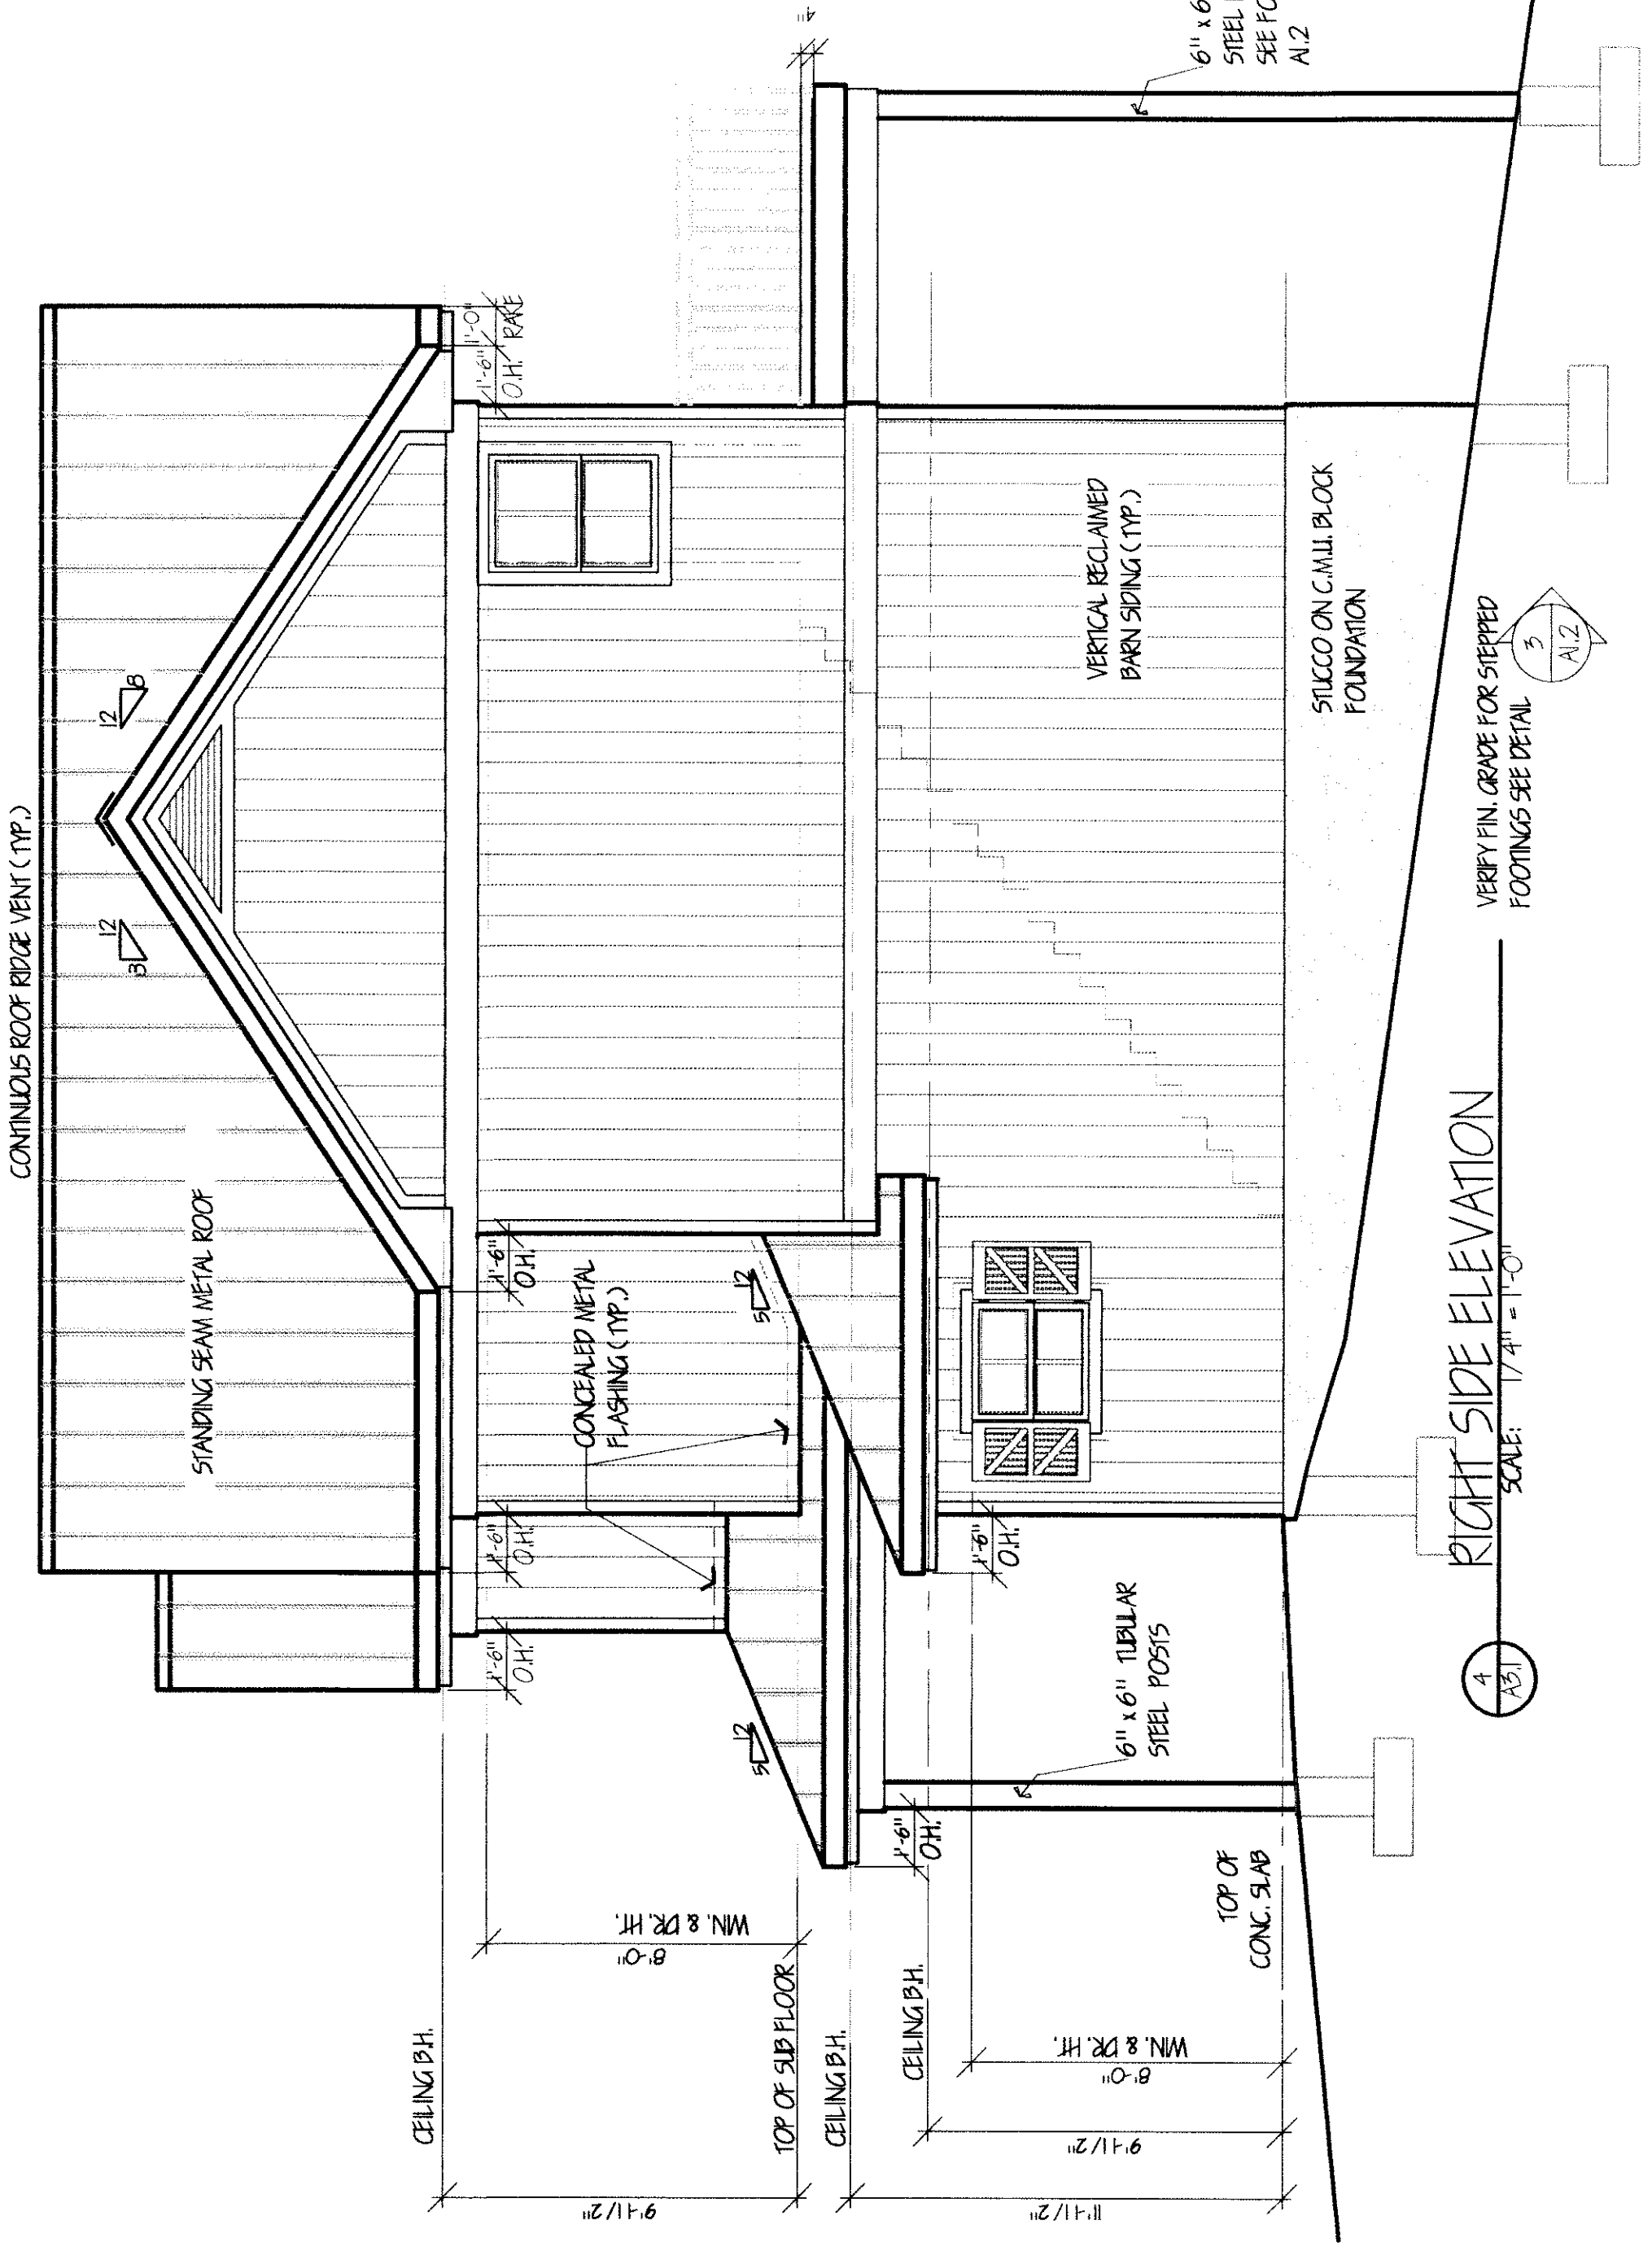 CONTINUOUS ROOF RIDGE VENT (TYP.)
12
3
12
8
STANDING SEAM METAL ROOF
1'-6"
O.H.
1'-0"
RAKE
1'-6"
O.H.
1'-6"
O.H.
1'-6"
O.H.
CONCEALED METAL
FLASHING (TYP.)
12
5
12
5
4"
CEILING B.H.
8'-0"
WIN. & DR. HT.
9'-1 1/2"
TOP OF SUB FLOOR
CEILING B.H.
CEILING B.H.
1'-6"
O.H.
1'-6"
O.H.
8'-0"
WIN. & DR. HT.
9'-1 1/2"
11'-1 1/2"
TOP OF
CONC. SLAB
6" x 6" TUBULAR
STEEL POSTS
VERTICAL RECLAIMED
BARN SIDING (TYP.)
STUCCO ON C.M.U. BLOCK
FOUNDATION
6" x 6
STEEL
SEE FO
A1.2
VERIFY FIN. GRADE FOR STEPPED
FOOTINGS SEE DETAIL
3
A1.2
4
A3.1
RIGHT SIDE ELEVATION
SCALE: 1/4" = 1'-0"